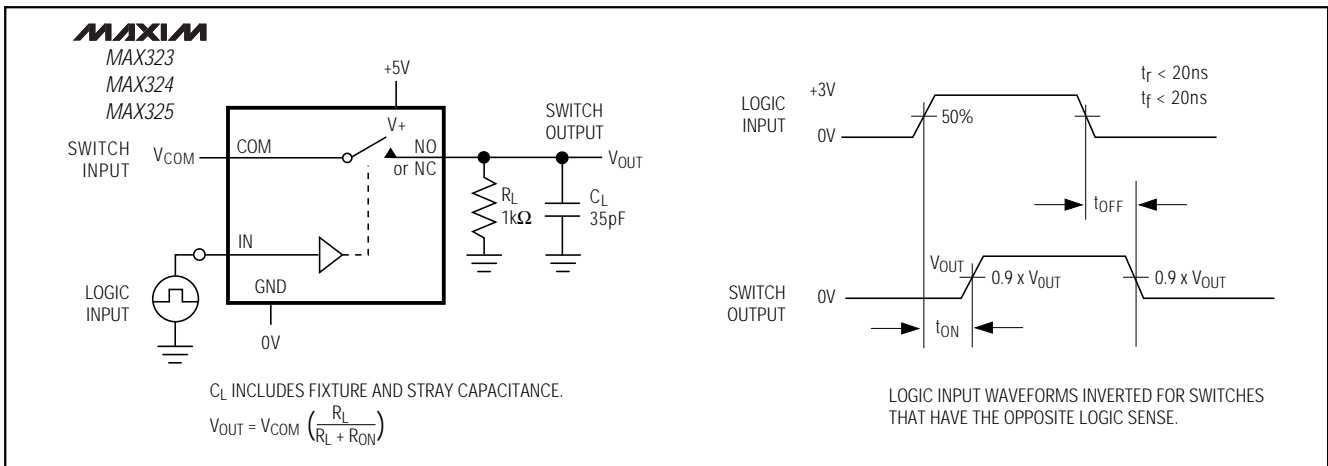 MAXIM
MAX323
MAX324
MAX325
+5V
V+
SWITCH
INPUT
VCOM
COM
NO
or NC
SWITCH
OUTPUT
VOUT
RL
1kΩ
CL
35pF
IN
LOGIC
INPUT
GND
0V
CL INCLUDES FIXTURE AND STRAY CAPACITANCE.
VOUT = VCOM (RL / RL + RON)
LOGIC
INPUT
+3V
0V
50%
tr < 20ns
tf < 20ns
tOFF
SWITCH
OUTPUT
VOUT
0V
0.9 x VOUT
0.9 x VOUT
tON
LOGIC INPUT WAVEFORMS INVERTED FOR SWITCHES
THAT HAVE THE OPPOSITE LOGIC SENSE.